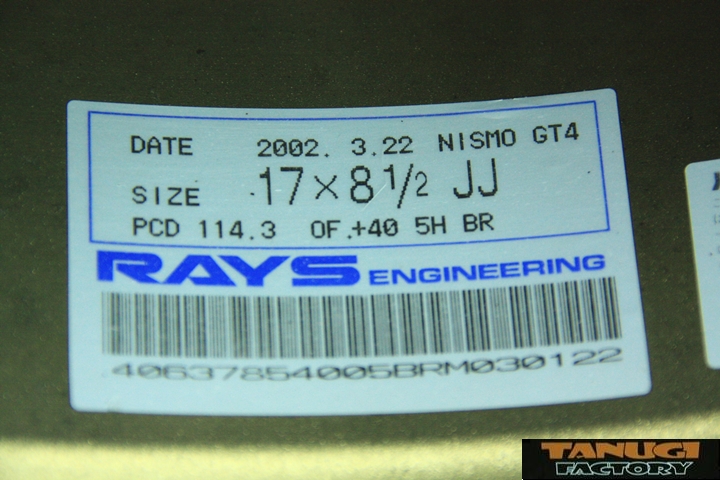 DATE 2002. 3.22 NISMO GT4
SIZE 17×8 1/2 JJ
PCD 114.3 OF.+40 5H BR
RAYS ENGINEERING
40637854005BRM030122
TANUGI
FACTORY